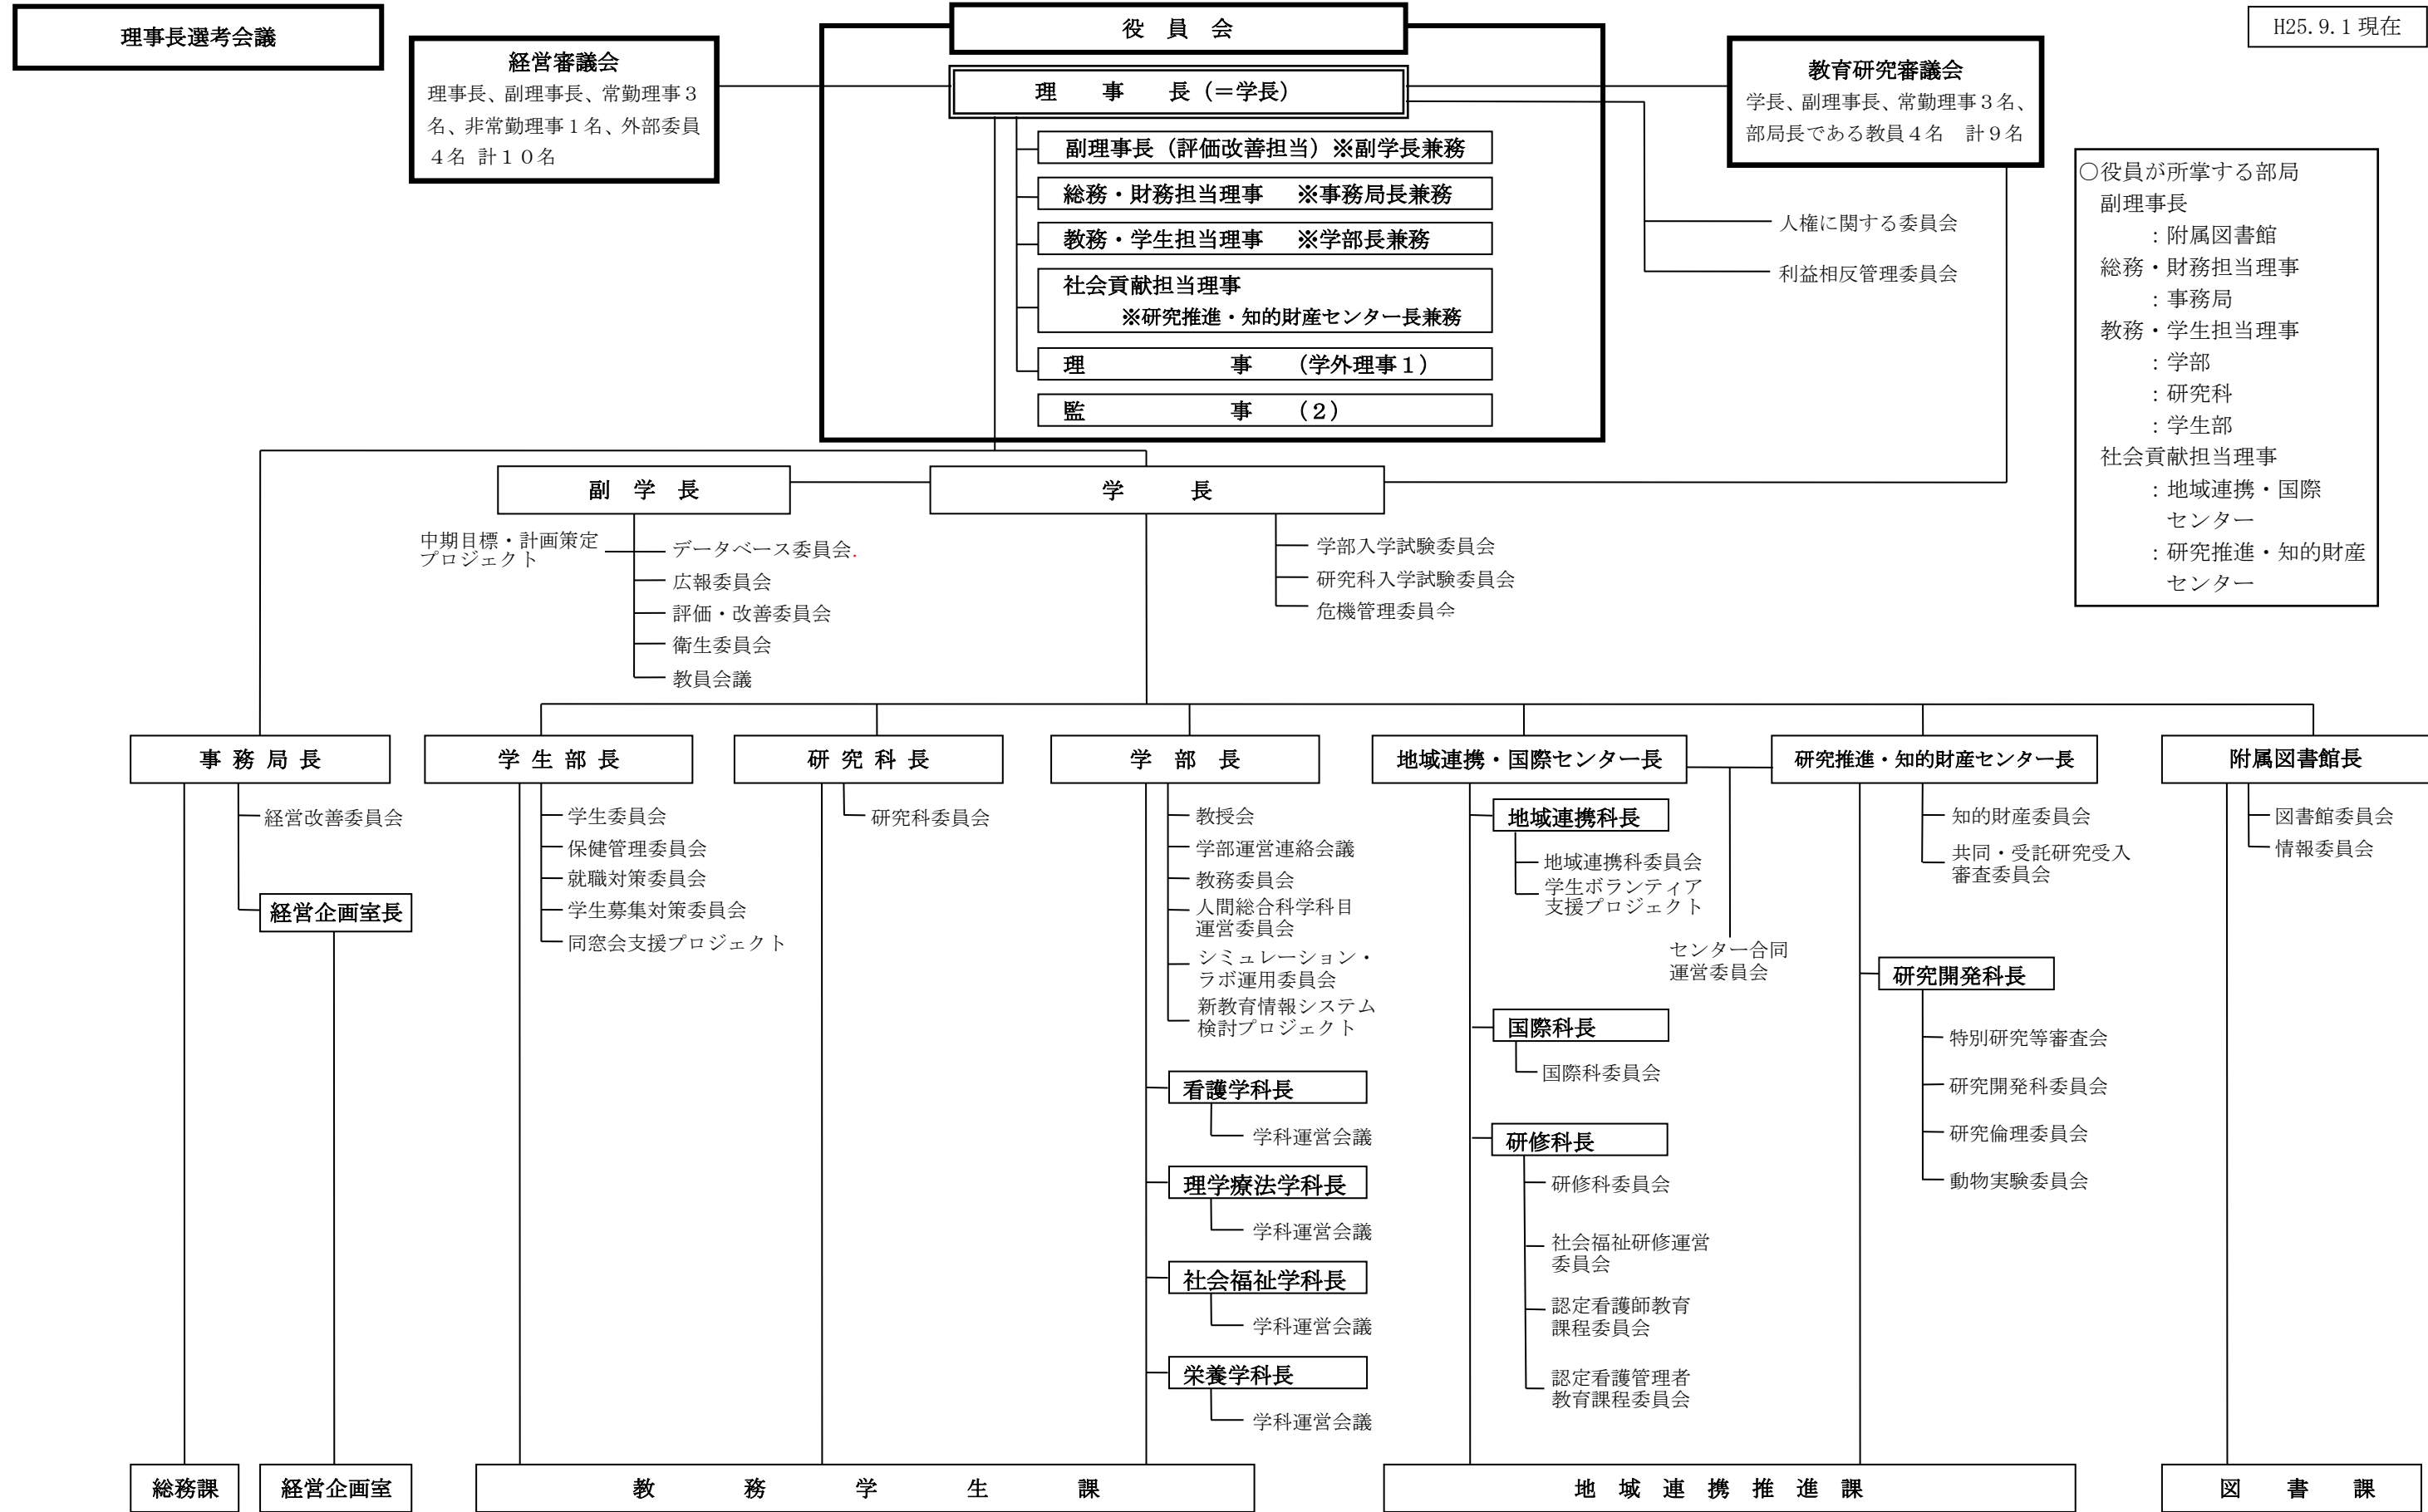 理事長選考会議
役　員　会
H25.9.1 現在
経営審議会
理事長、副理事長、常勤理事３
名、非常勤理事１名、外部委員
４名 計１０名
理　　事　　長（＝学長）
教育研究審議会
学長、副理事長、常勤理事３名、
部局長である教員４名　計９名
副理事長（評価改善担当）※副学長兼務
総務・財務担当理事　※事務局長兼務
教務・学生担当理事　※学部長兼務
社会貢献担当理事
※研究推進・知的財産センター長兼務
理　　　　　　事　　（学外理事１）
監　　　　　　事　　（２）
人権に関する委員会
利益相反管理委員会
○役員が所掌する部局
副理事長
：附属図書館
総務・財務担当理事
：事務局
教務・学生担当理事
：学部
：研究科
：学生部
社会貢献担当理事
：地域連携・国際
センター
：研究推進・知的財産
センター
副　学　長
学　　　長
中期目標・計画策定
プロジェクト
データベース委員会.
広報委員会
評価・改善委員会
衛生委員会
教員会議
学部入学試験委員会
研究科入学試験委員会
危機管理委員会
事 務 局 長
経営改善委員会
経営企画室長
学 生 部 長
学生委員会
保健管理委員会
就職対策委員会
学生募集対策委員会
同窓会支援プロジェクト
研 究 科 長
研究科委員会
学　部　長
教授会
学部運営連絡会議
教務委員会
人間総合科学科目
運営委員会
シミュレーション・
ラボ運用委員会
新教育情報システム
検討プロジェクト
看護学科長
学科運営会議
理学療法学科長
学科運営会議
社会福祉学科長
学科運営会議
栄養学科長
学科運営会議
地域連携・国際センター長
地域連携科長
地域連携科委員会
学生ボランティア
支援プロジェクト
センター合同
運営委員会
国際科長
国際科委員会
研修科長
研修科委員会
社会福祉研修運営
委員会
認定看護師教育
課程委員会
認定看護管理者
教育課程委員会
研究推進・知的財産センター長
知的財産委員会
共同・受託研究受入
審査委員会
研究開発科長
特別研究等審査会
研究開発科委員会
研究倫理委員会
動物実験委員会
附属図書館長
図書館委員会
情報委員会
総務課
経営企画室
教　　務　　学　　生　　課
地　域　連　携　推　進　課
図　　書　　課